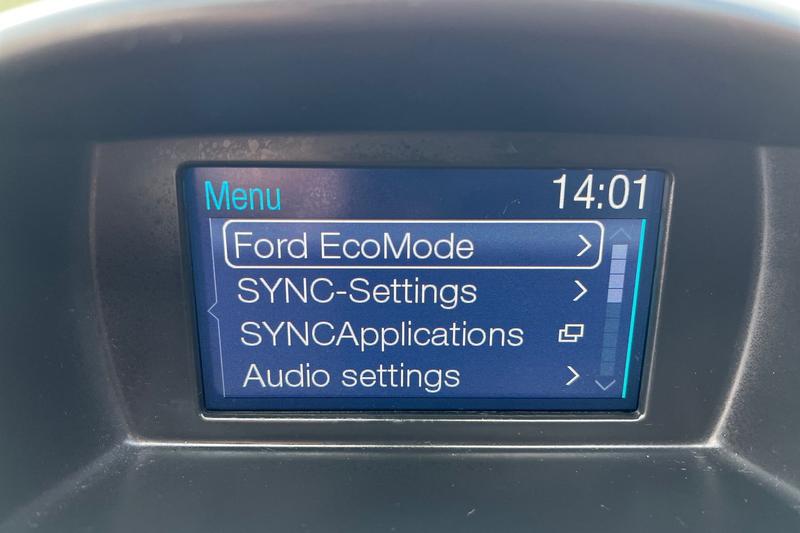 Menu 14:01
Ford EcoMode
SYNC-Settings
SYNCApplications
Audio settings